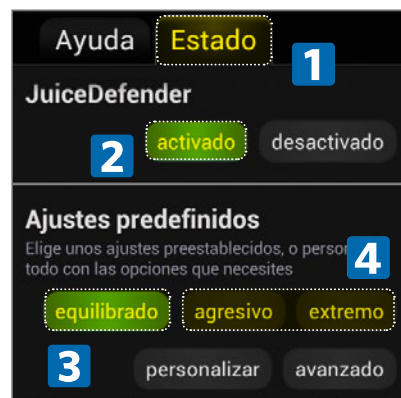 Ayuda Estado
1
JuiceDefender
2 activado desactivado
Ajustes predefinidos
Elige unos ajustes preestablecidos, o
todo con las opciones que necesites
4
equilibrado agresivo extremo
3
personalizar avanzado